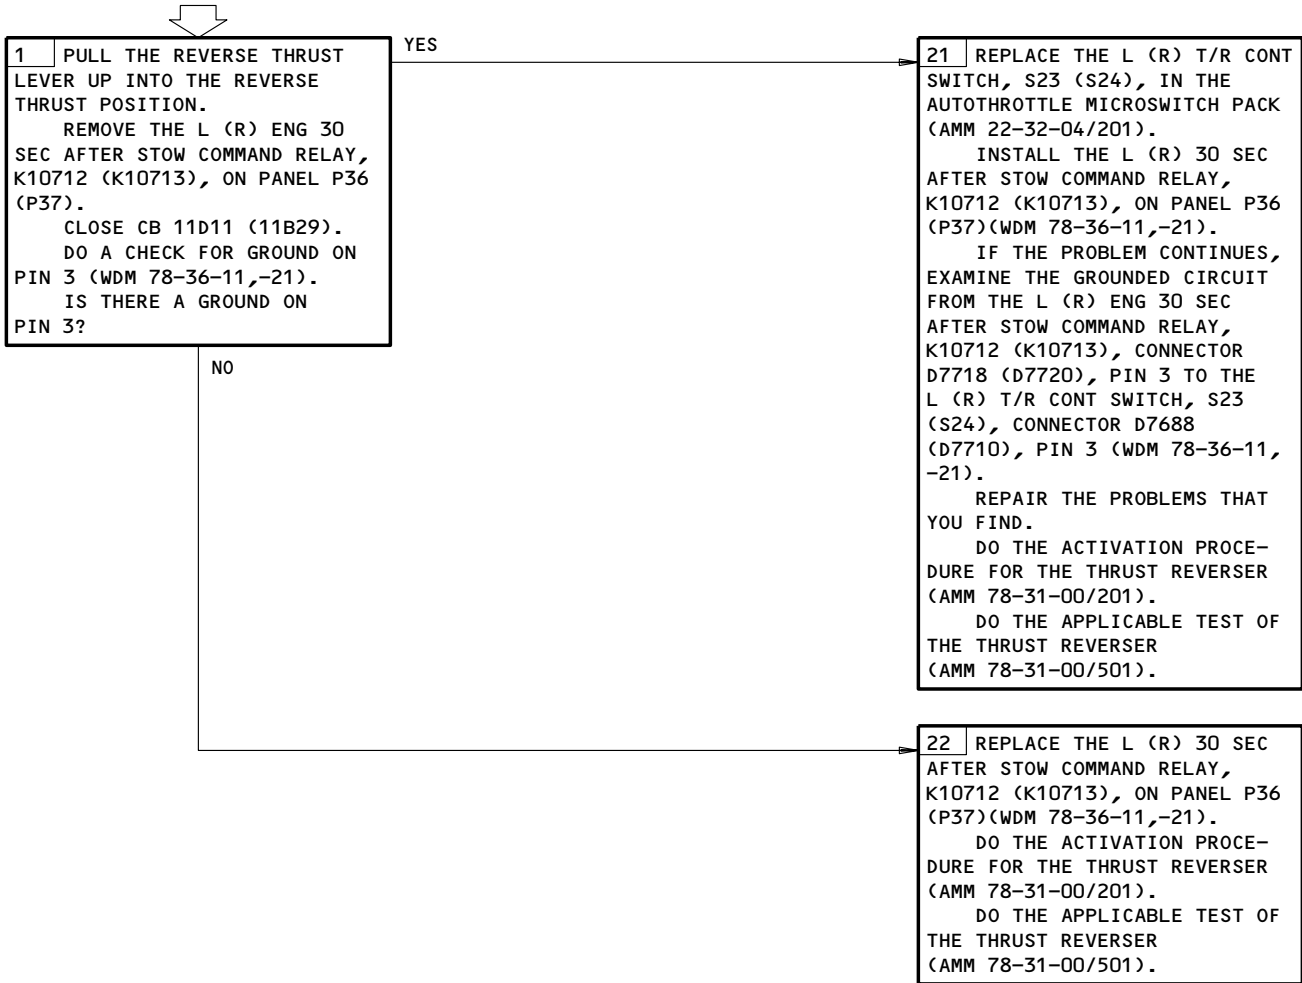 1 PULL THE REVERSE THRUST
LEVER UP INTO THE REVERSE
THRUST POSITION.
REMOVE THE L (R) ENG 30
SEC AFTER STOW COMMAND RELAY,
K10712 (K10713), ON PANEL P36
(P37).
CLOSE CB 11D11 (11B29).
DO A CHECK FOR GROUND ON
PIN 3 (WDM 78-36-11,-21).
IS THERE A GROUND ON
PIN 3?
YES
NO
21 REPLACE THE L (R) T/R CONT
SWITCH, S23 (S24), IN THE
AUTOTHROTTLE MICROSWITCH PACK
(AMM 22-32-04/201).
INSTALL THE L (R) 30 SEC
AFTER STOW COMMAND RELAY,
K10712 (K10713), ON PANEL P36
(P37)(WDM 78-36-11,-21).
IF THE PROBLEM CONTINUES,
EXAMINE THE GROUNDED CIRCUIT
FROM THE L (R) ENG 30 SEC
AFTER STOW COMMAND RELAY,
K10712 (K10713), CONNECTOR
D7718 (D7720), PIN 3 TO THE
L (R) T/R CONT SWITCH, S23
(S24), CONNECTOR D7688
(D7710), PIN 3 (WDM 78-36-11,
-21).
REPAIR THE PROBLEMS THAT
YOU FIND.
DO THE ACTIVATION PROCE-
DURE FOR THE THRUST REVERSER
(AMM 78-31-00/201).
DO THE APPLICABLE TEST OF
THE THRUST REVERSER
(AMM 78-31-00/501).
22 REPLACE THE L (R) 30 SEC
AFTER STOW COMMAND RELAY,
K10712 (K10713), ON PANEL P36
(P37)(WDM 78-36-11,-21).
DO THE ACTIVATION PROCE-
DURE FOR THE THRUST REVERSER
(AMM 78-31-00/201).
DO THE APPLICABLE TEST OF
THE THRUST REVERSER
(AMM 78-31-00/501).